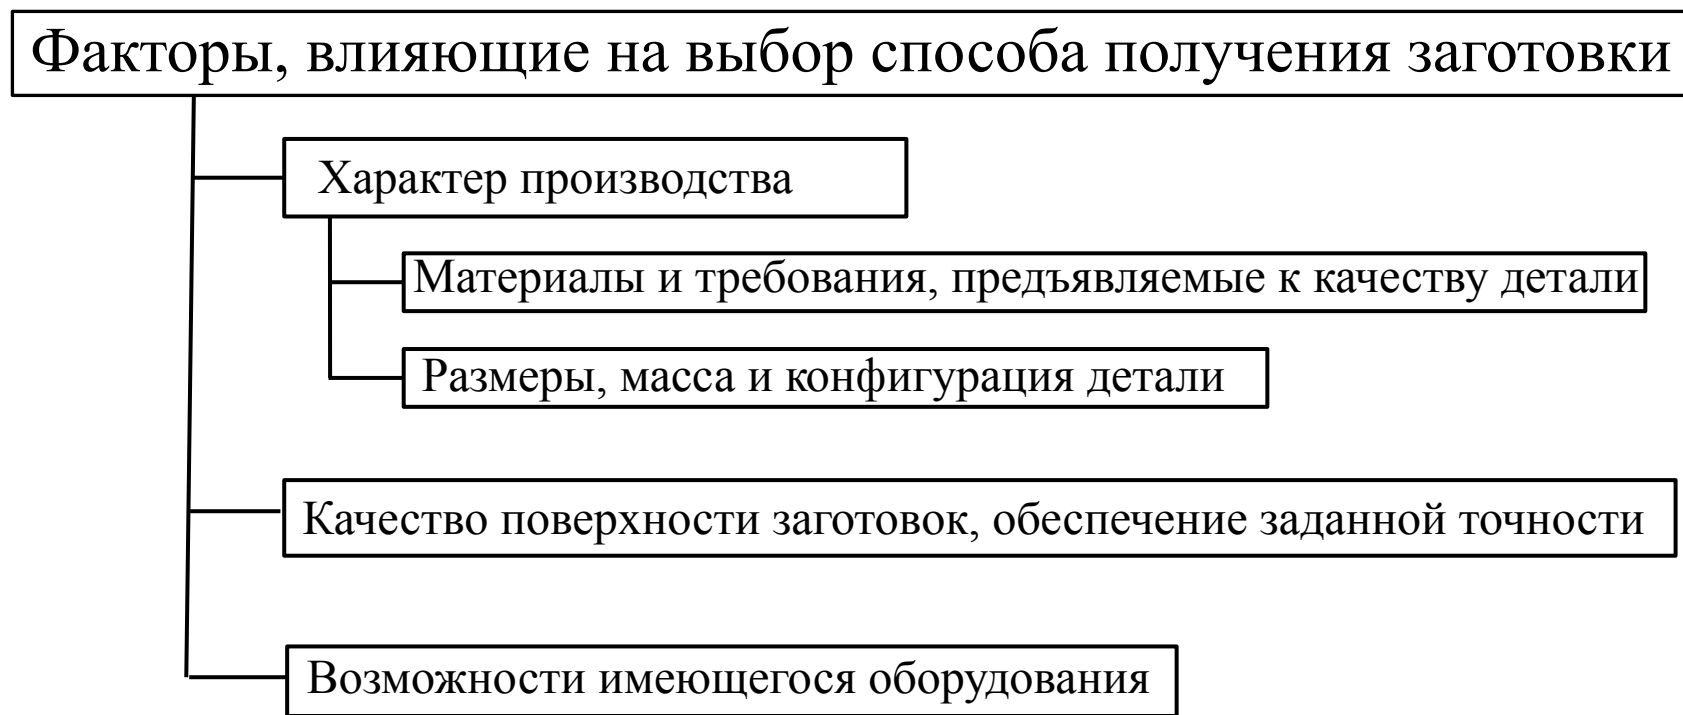 Факторы, влияющие на выбор способа получения заготовки
Характер производства
Материалы и требования, предъявляемые к качеству детали
Размеры, масса и конфигурация детали
Качество поверхности заготовок, обеспечение заданной точности
Возможности имеющегося оборудования